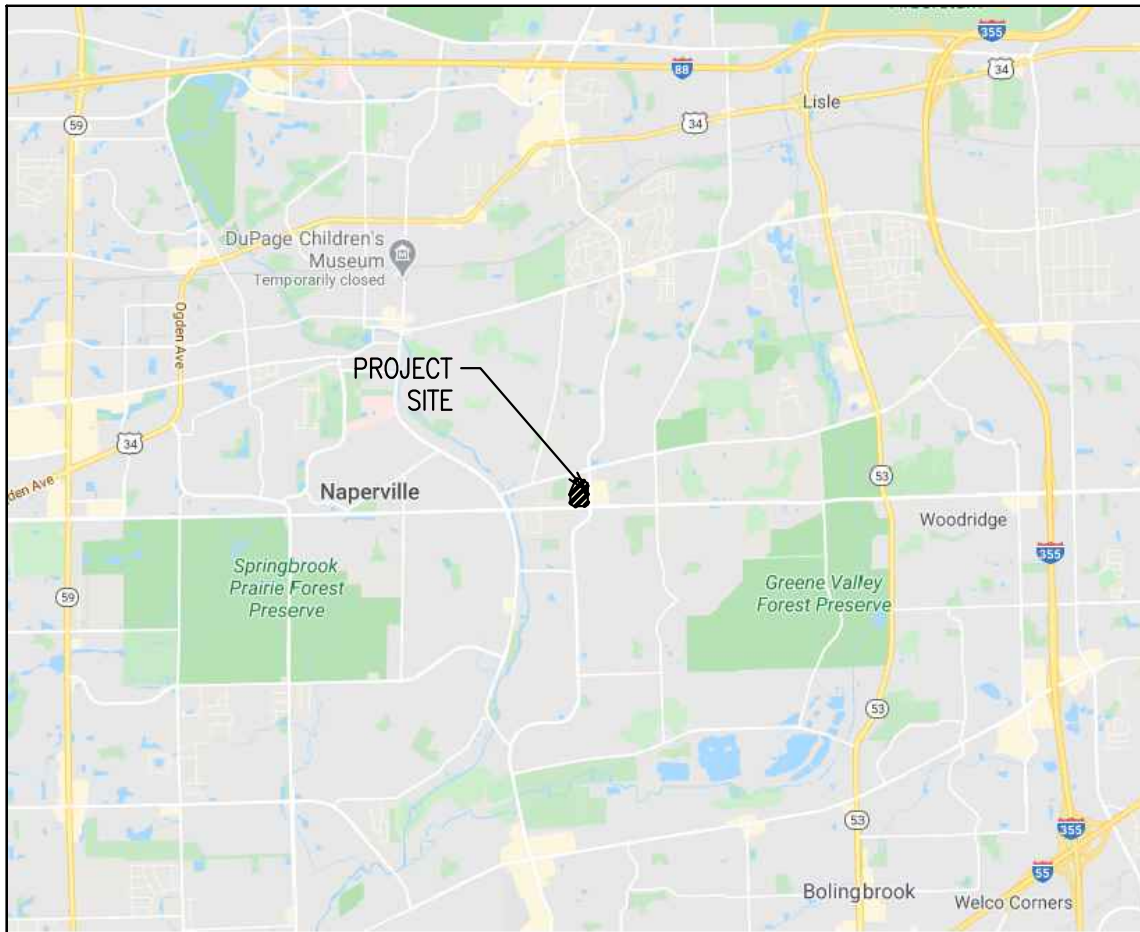 355
88
34
59
34
Lisle
DuPage Children's
Museum
Temporarily closed
Ogden Ave
PROJECT
SITE
34
Ave
Naperville
53
Woodridge
355
Springbrook
Prairie Forest
Preserve
Greene Valley
Forest Preserve
59
53
53
355
55
Bolingbrook
Welco Corners